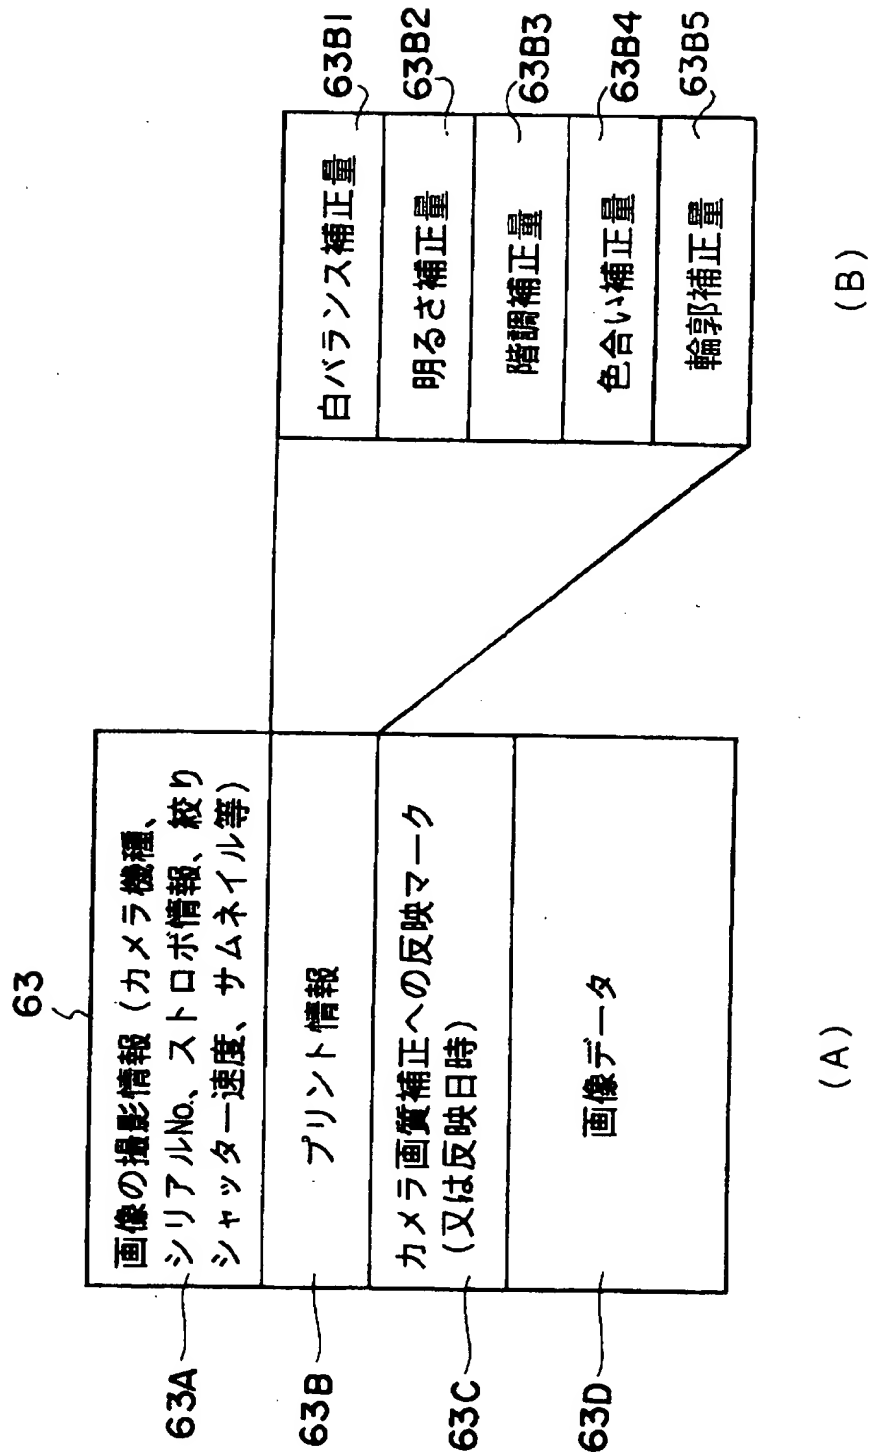 63
63A
画像の撮影情報（カメラ機種、
シリアルNo.、ストロボ情報、絞り
シャッター速度、サムネイル等）
63B
プリント情報
63C
カメラ画質補正への反映マーク
（又は反映日時）
63D
画像データ
(A)
白バランス補正量
63B1
明るさ補正量
63B2
階調補正量
63B3
色合い補正量
63B4
輪郭補正量
63B5
(B)